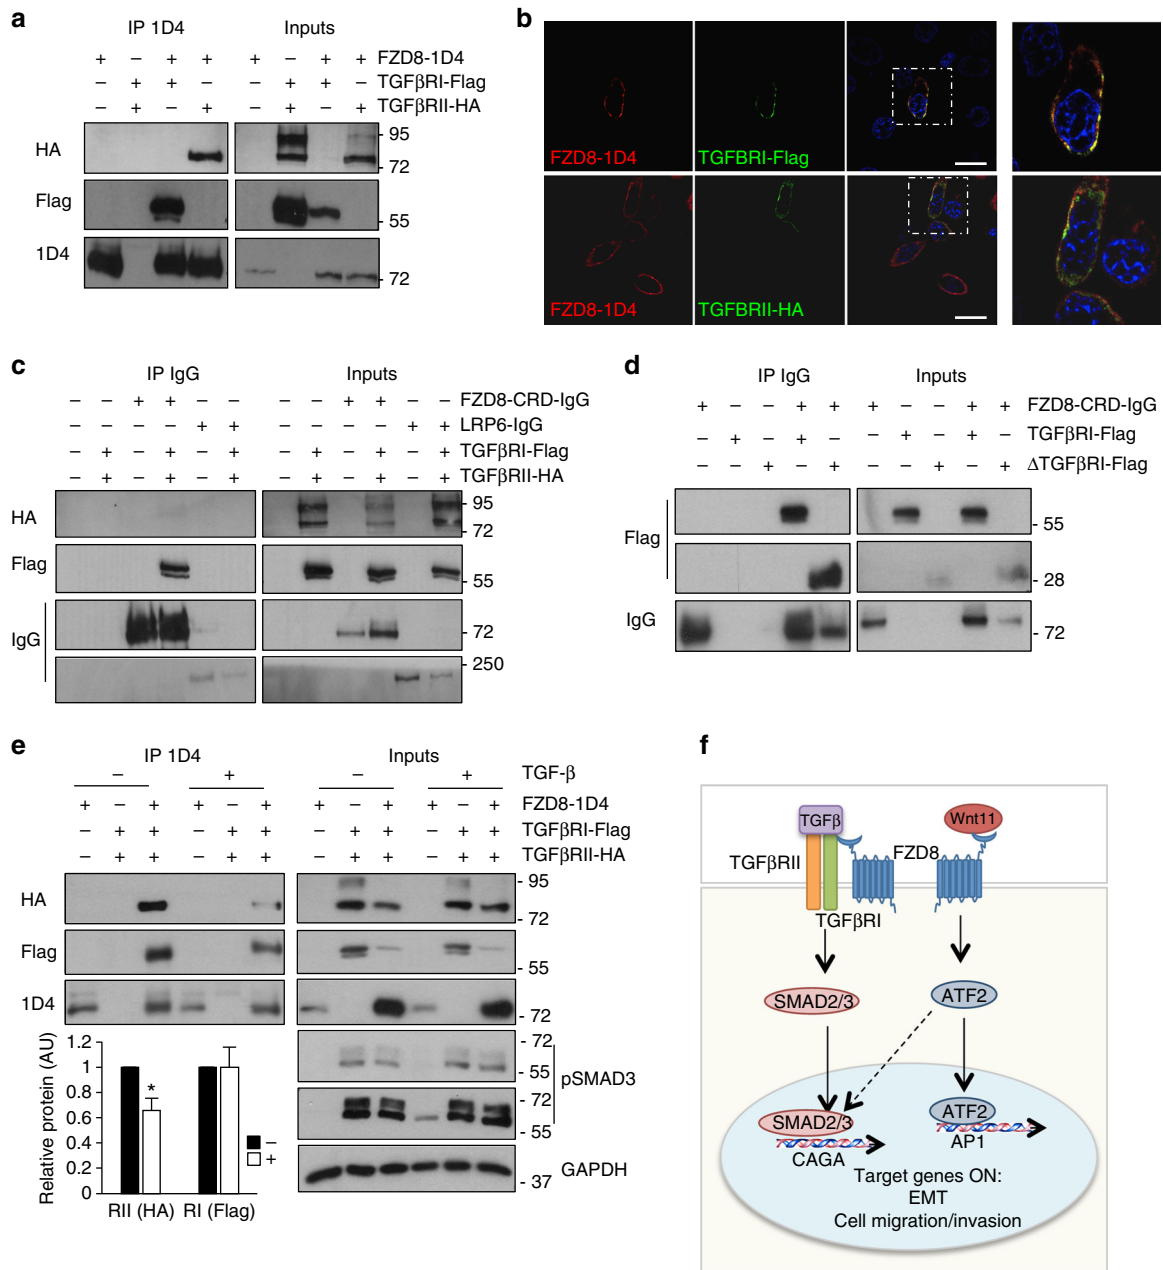 a
IP 1D4 Inputs
+ − + + + − + + FZD8-1D4
− + + − − + + − TGFβRI-Flag
− + − + − + − + TGFβRII-HA
HA
- 95
- 72
Flag
- 55
1D4
- 72
b
FZD8-1D4 TGFBRI-Flag
FZD8-1D4 TGFBRII-HA
c
IP IgG Inputs
− − + + − − − − + + − − FZD8-CRD-IgG
− − − − + + − − − − + + LRP6-IgG
− + − + − + − + − + − + TGFβRI-Flag
− + − + − + − + − + − + TGFβRII-HA
HA
- 95
- 72
Flag
- 55
IgG
- 72
250
d
IP IgG Inputs
+ − − + + + − − + + FZD8-CRD-IgG
− + − + − − + − + − TGFβRI-Flag
− − + − + − − + − + ΔTGFβRI-Flag
Flag
- 55
- 28
IgG
- 72
e
IP 1D4 Inputs
− + − + TGF-β
+ − + + − + + − + + − + FZD8-1D4
− + + − + + − + + − + + TGFβRI-Flag
− + + − + + − + + − + + TGFβRII-HA
HA
- 95
- 72
Flag
- 55
1D4
- 72
- 72
- 55
pSMAD3
- 72
- 55
GAPDH
- 37
Relative protein (AU)
1.2
1
0.8
0.6
0.4
0.2
0
*
−
+
RII (HA) RI (Flag)
f
TGFβ
Wnt11
TGFβRII
FZD8
TGFβRI
SMAD2/3
ATF2
SMAD2/3
ATF2
CAGA
AP1
Target genes ON:
EMT
Cell migration/invasion